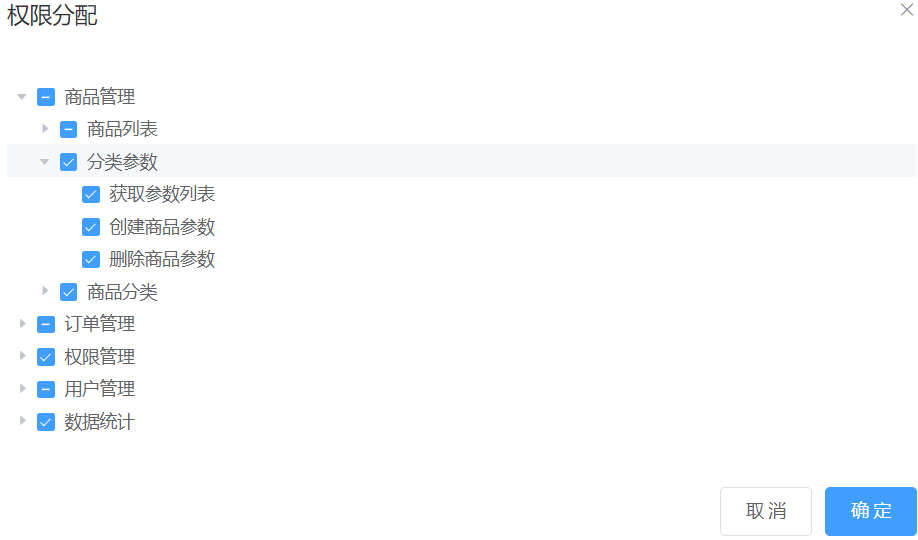 权限分配
商品管理
商品列表
分类参数
获取参数列表
创建商品参数
删除商品参数
商品分类
订单管理
权限管理
用户管理
数据统计
取消 确定